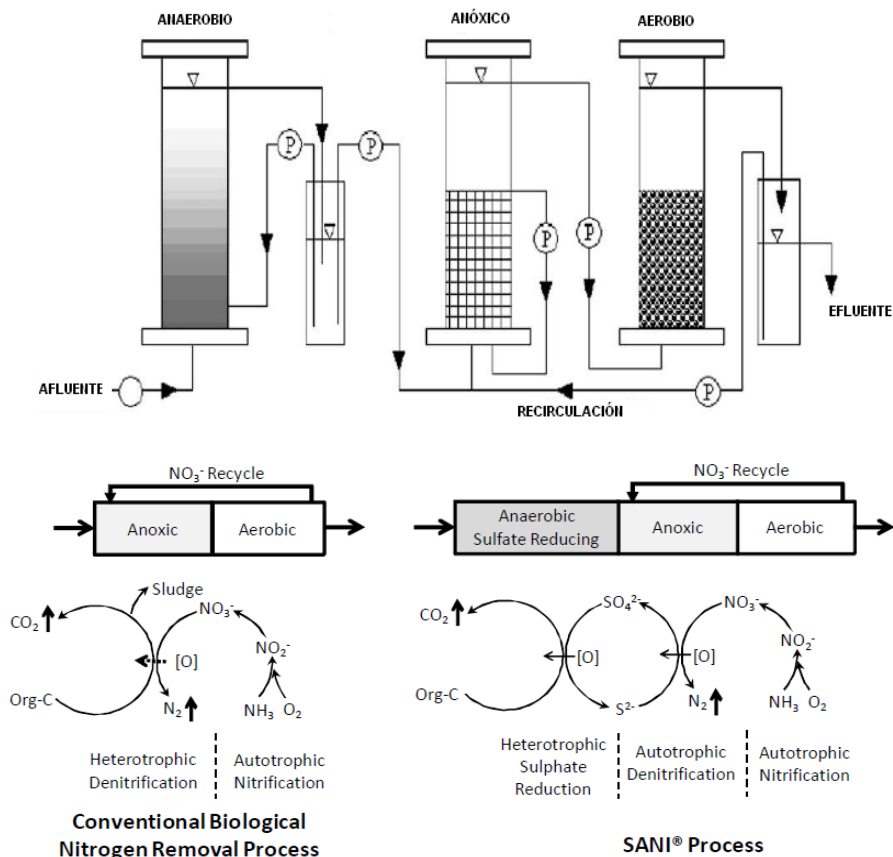 ANAEROBIO
ANÓXICO
AEROBIO
P
P
P
P
AFLUENTE
RECIRCULACIÓN
P
EFLUENTE
NO₃⁻ Recycle
Anoxic
Aerobic
CO₂
Sludge
NO₃⁻
NO₂⁻
[O]
Org-C
N₂
NH₃
O₂
Heterotrophic
Denitrification
Autotrophic
Nitrification
Conventional Biological
Nitrogen Removal Process
NO₃⁻ Recycle
Anaerobic
Sulfate Reducing
Anoxic
Aerobic
CO₂
SO₄²⁻
NO₃⁻
NO₂⁻
[O]
[O]
Org-C
S²⁻
N₂
NH₃
O₂
Heterotrophic
Sulphate
Reduction
Autotrophic
Denitrification
Autotrophic
Nitrification
SANI® Process